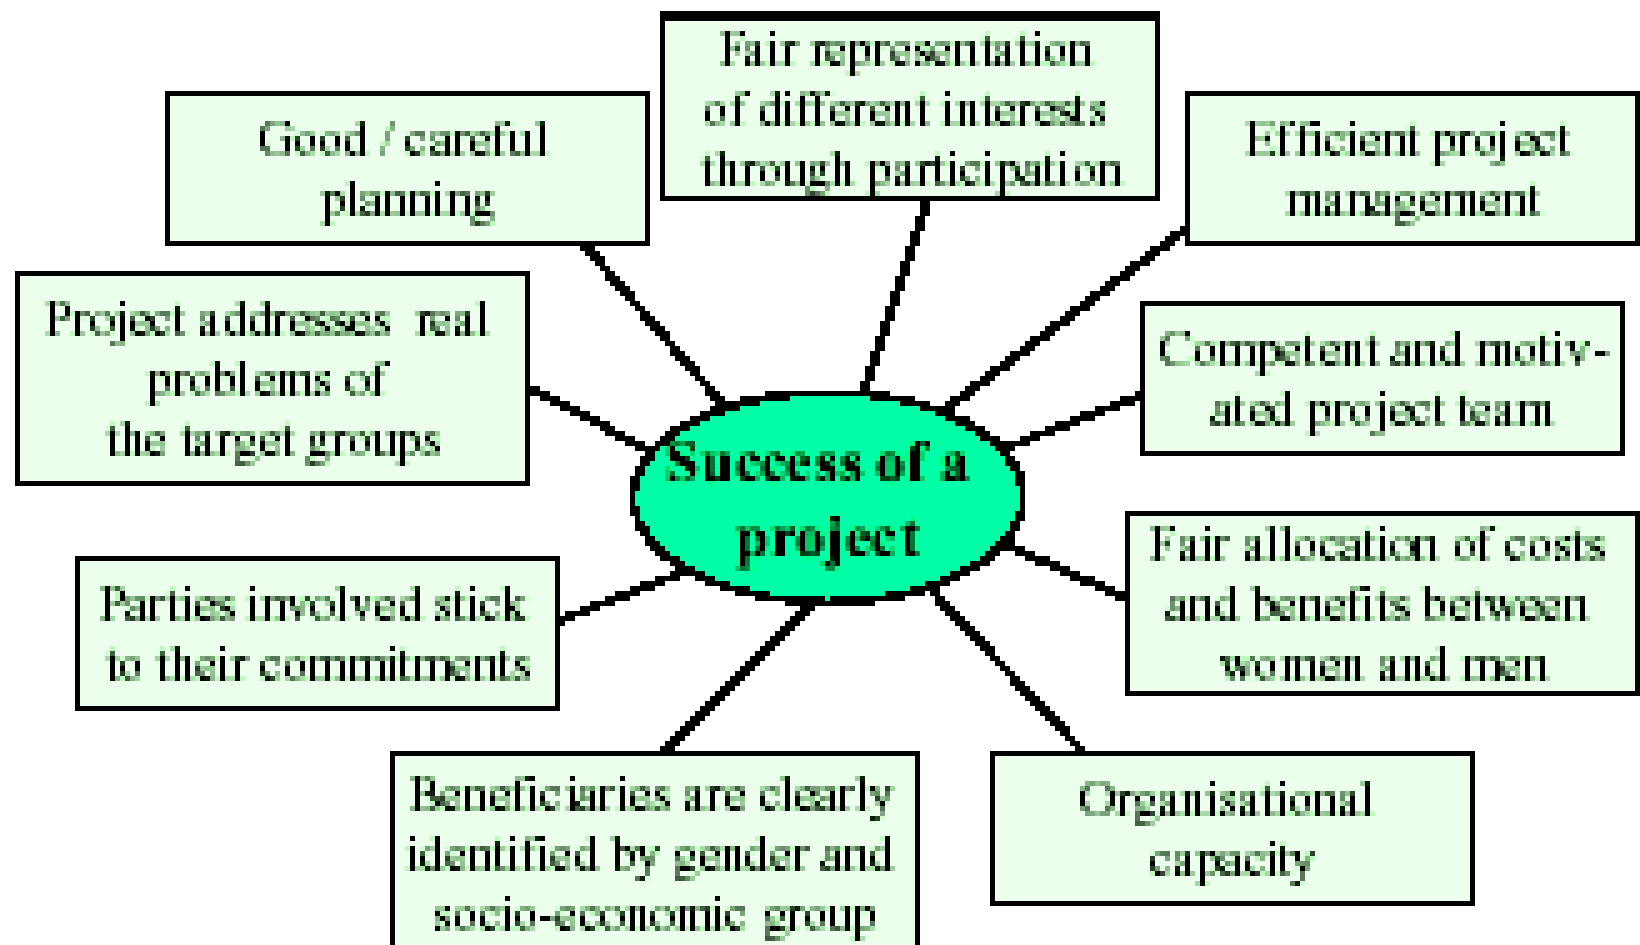 Fair representation
of different interests
through participation
Good / careful
planning
Efficient project
management
Project addresses real
problems of
the target groups
Competent and motiv-
ated project team
Success of a
project
Parties involved stick
to their commitments
Fair allocation of costs
and benefits between
women and men
Beneficiaries are clearly
identified by gender and
socio-economic group
Organisational
capacity